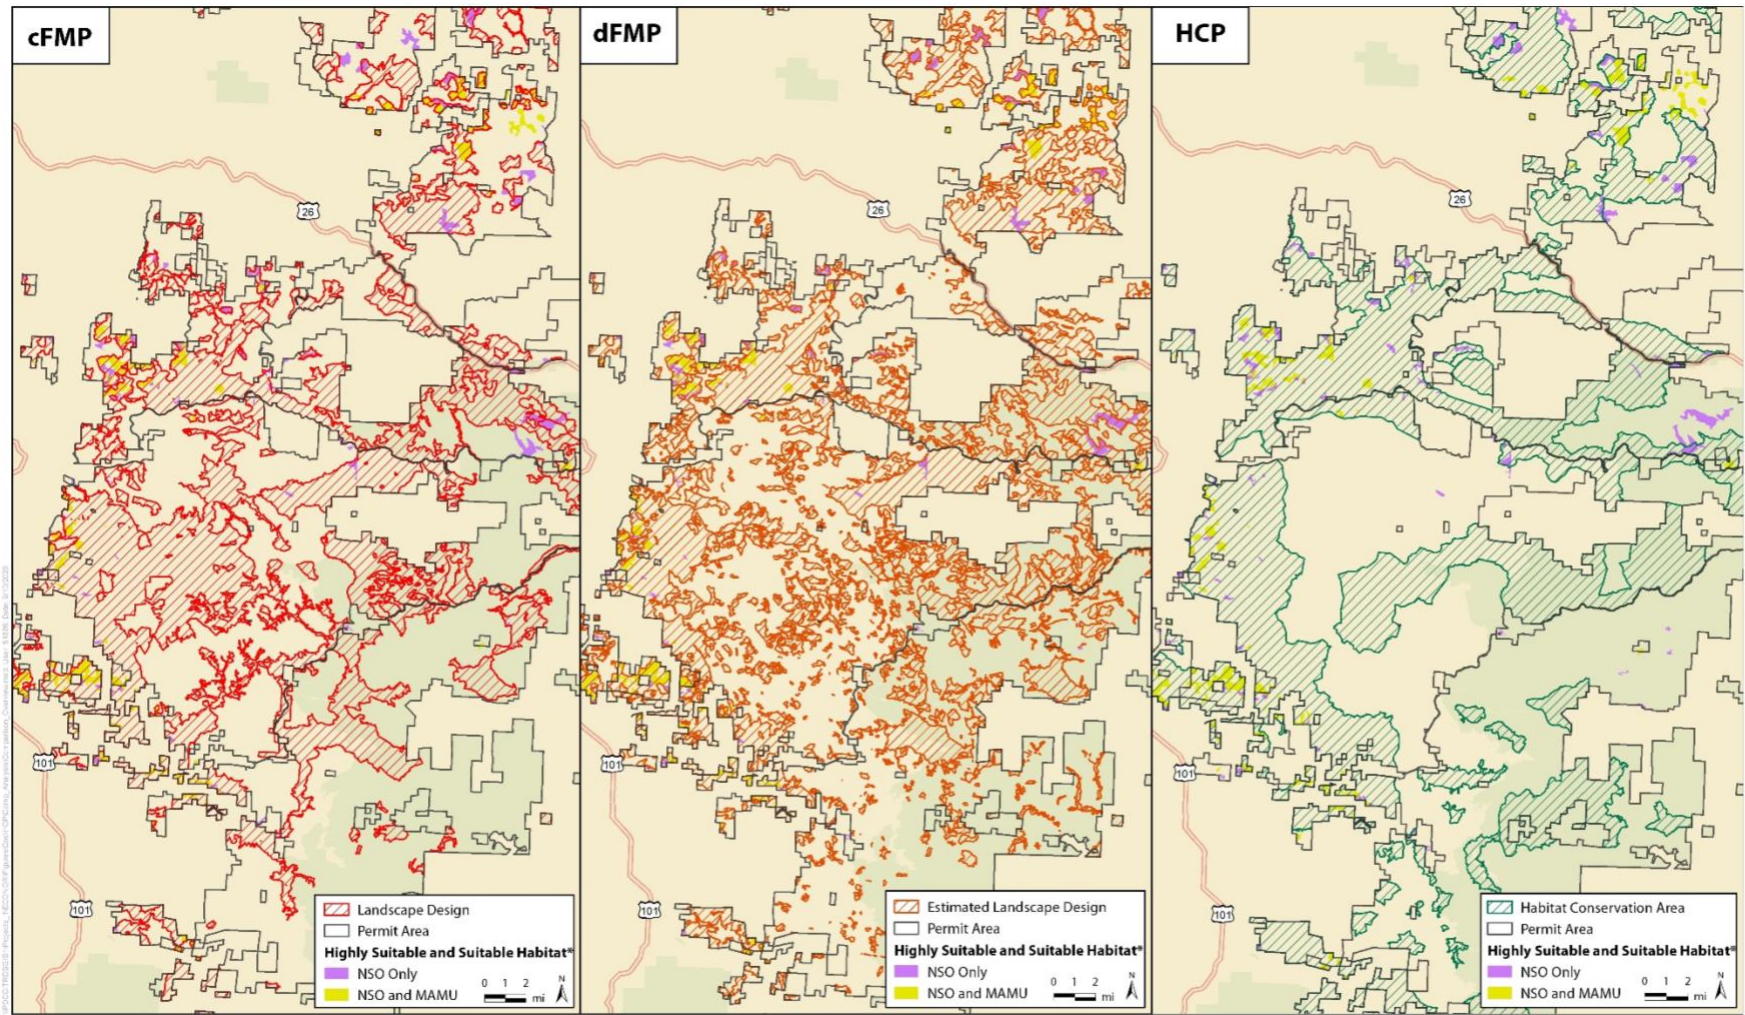 cFMP
26
101
101
Landscape Design
Permit Area
Highly Suitable and Suitable Habitat*
NSO Only
NSO and MAMU
0 1 2
mi
N
dFMP
26
101
101
Estimated Landscape Design
Permit Area
Highly Suitable and Suitable Habitat*
NSO Only
NSO and MAMU
0 1 2
mi
N
HCP
26
101
101
Habitat Conservation Area
Permit Area
Highly Suitable and Suitable Habitat*
NSO Only
NSO and MAMU
0 1 2
mi
N